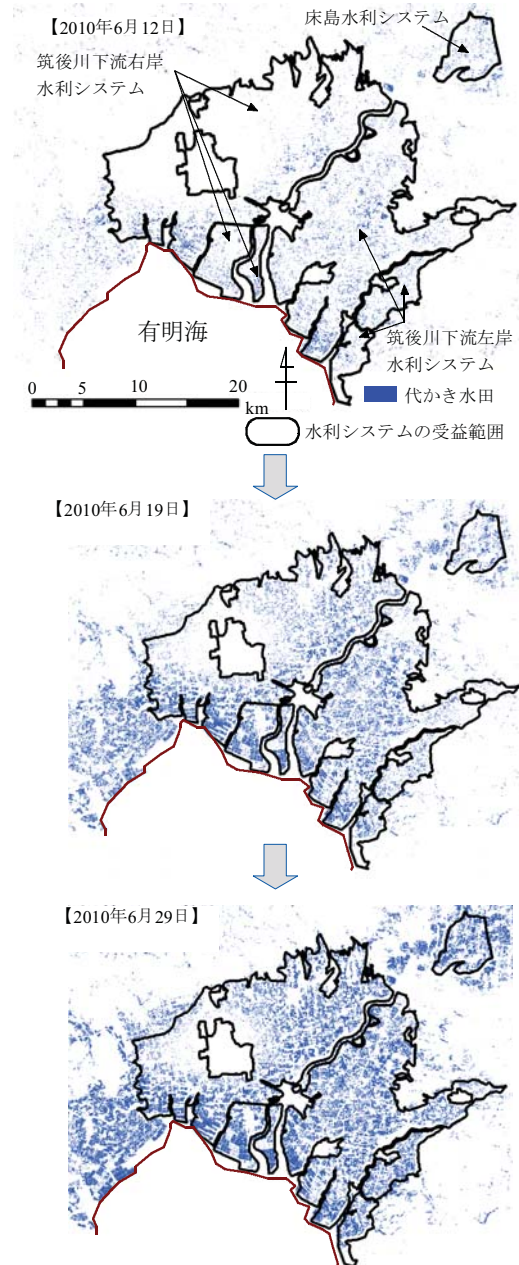 【2010年6月12日】
床島水利システム
筑後川下流右岸
水利システム
有明海
筑後川下流左岸
水利システム
代かき水田
0 5 10 20
km
水利システムの受益範囲
【2010年6月19日】
【2010年6月29日】